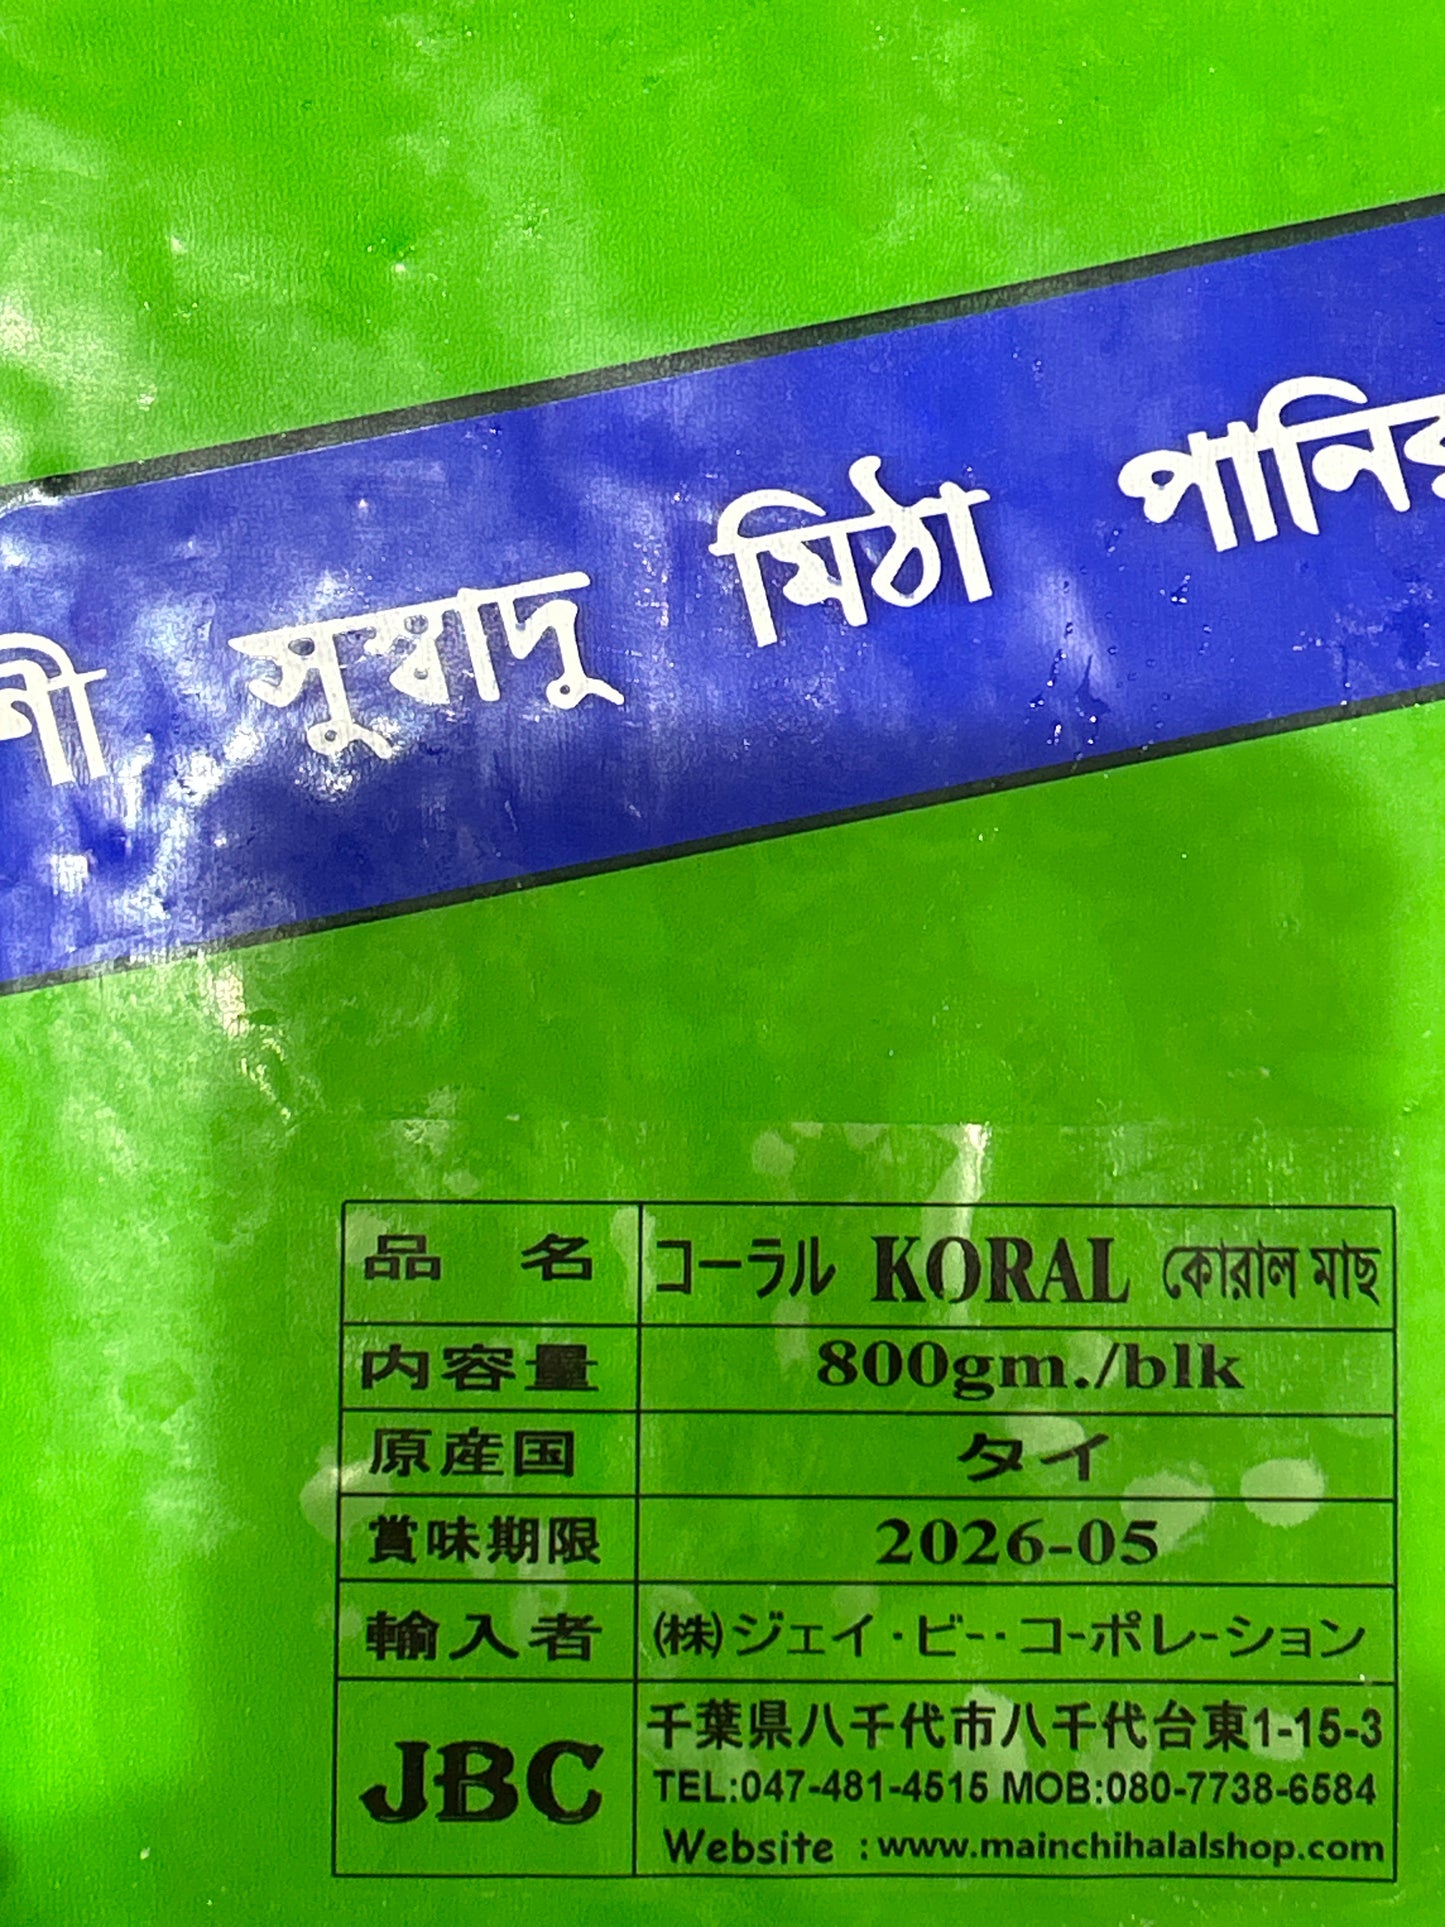 সুস্বাদু মিঠা
品 名 コーラル KORAL কোরাল মাছ
内容量 800gm./blk
原産国 タイ
賞味期限 2026-05
輸入者 (株)ジェイ・ビー・コーポレーション
JBC 千葉県八千代市八千代台東1-15-3
TEL:047-481-4515 MOB:080-7738-6584
Website :www.mainchihalalshop.com